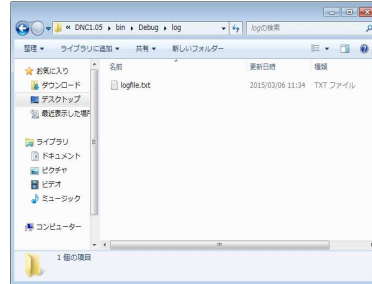 « DNC1.05 ▸ bin ▸ Debug ▸ log
logの検索
整理 ▼ ライブラリに追加 ▼ 共有 ▼ 新しいフォルダー
お気に入り
ダウンロード
デスクトップ
最近表示した場所
ライブラリ
ドキュメント
ピクチャ
ビデオ
ミュージック
コンピューター
名前 更新日時 種類
logfile.txt 2015/03/06 11:34 TXT ファイル
1 個の項目